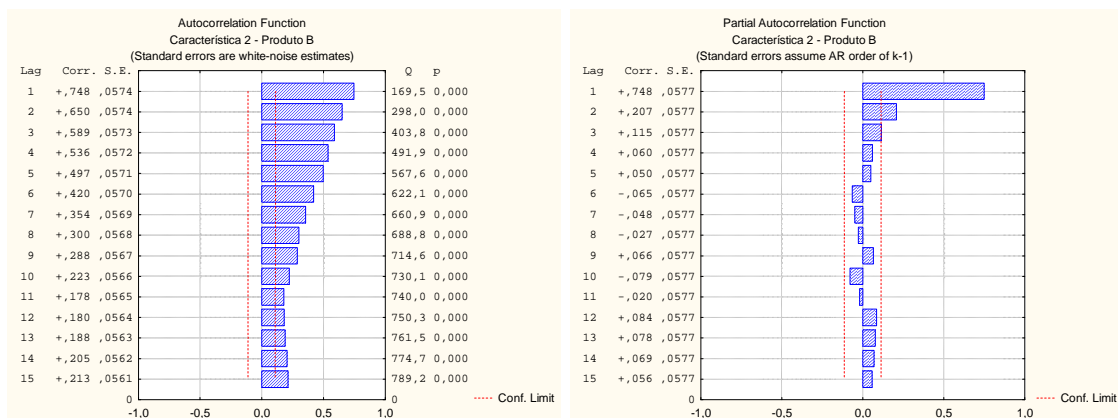 Autocorrelation Function
Característica 2 - Produto B
(Standard errors are white-noise estimates)
Lag Corr. S.E. Q p
1 +,748 ,0574 169,5 0,000
2 +,650 ,0574 298,0 0,000
3 +,589 ,0573 403,8 0,000
4 +,536 ,0572 491,9 0,000
5 +,497 ,0571 567,6 0,000
6 +,420 ,0570 622,1 0,000
7 +,354 ,0569 660,9 0,000
8 +,300 ,0568 688,8 0,000
9 +,288 ,0567 714,6 0,000
10 +,223 ,0566 730,1 0,000
11 +,178 ,0565 740,0 0,000
12 +,180 ,0564 750,3 0,000
13 +,188 ,0563 761,5 0,000
14 +,205 ,0562 774,7 0,000
15 +,213 ,0561 789,2 0,000
0 0
-1,0 -0,5 0,0 0,5 1,0
Conf. Limit
Partial Autocorrelation Function
Característica 2 - Produto B
(Standard errors assume AR order of k-1)
Lag Corr. S.E.
1 +,748 ,0577
2 +,207 ,0577
3 +,115 ,0577
4 +,060 ,0577
5 +,050 ,0577
6 -,065 ,0577
7 -,048 ,0577
8 -,027 ,0577
9 +,066 ,0577
10 -,079 ,0577
11 -,020 ,0577
12 +,084 ,0577
13 +,078 ,0577
14 +,069 ,0577
15 +,056 ,0577
0
-1,0 -0,5 0,0 0,5 1,0
Conf. Limit